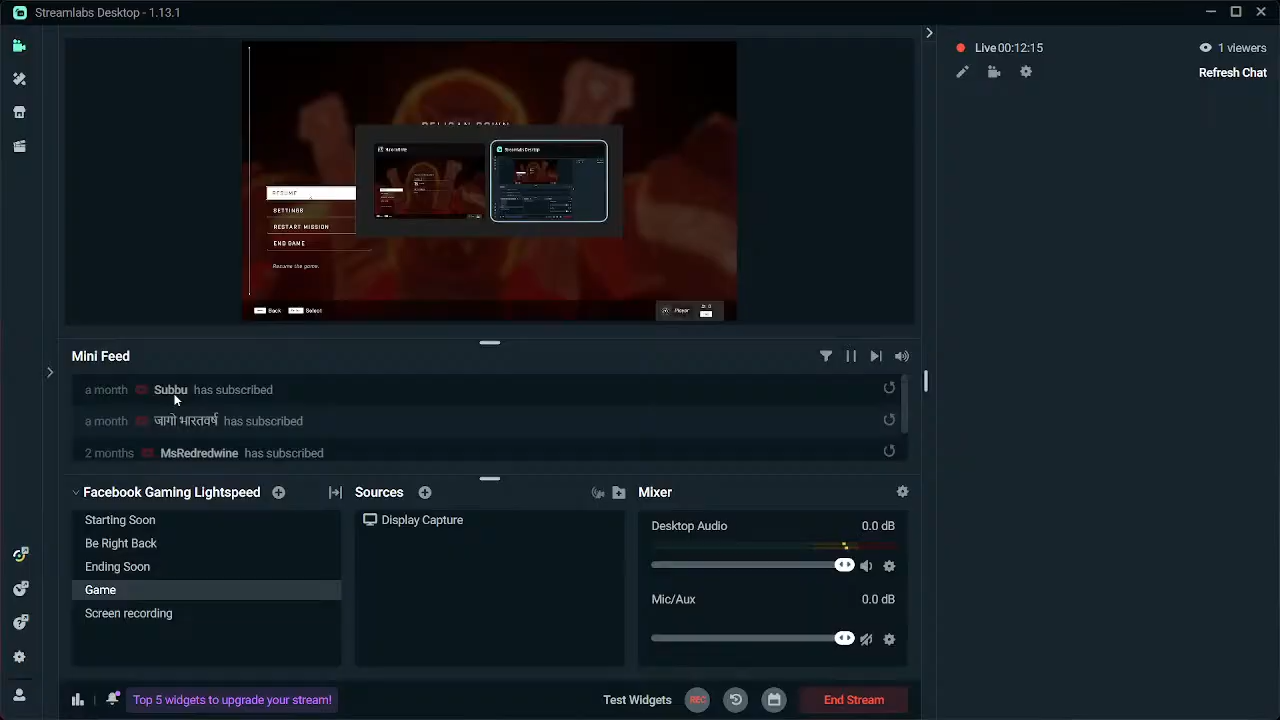 Streamlabs Desktop - 1.13.1
Live 00:12:15
1 viewers
Refresh Chat
Streamlabs Desktop
RESUME
SETTINGS
RESTART MISSION
END GAME
Resume the game.
Back
Select
Player
Mini Feed
a month Subbu has subscribed
a month जागो भारतवर्ष has subscribed
2 months MsRedredwine has subscribed
Facebook Gaming Lightspeed
Starting Soon
Be Right Back
Ending Soon
Game
Screen recording
Sources
Display Capture
Mixer
Desktop Audio 0.0 dB
Mic/Aux 0.0 dB
Top 5 widgets to upgrade your stream!
Test Widgets
REC
End Stream